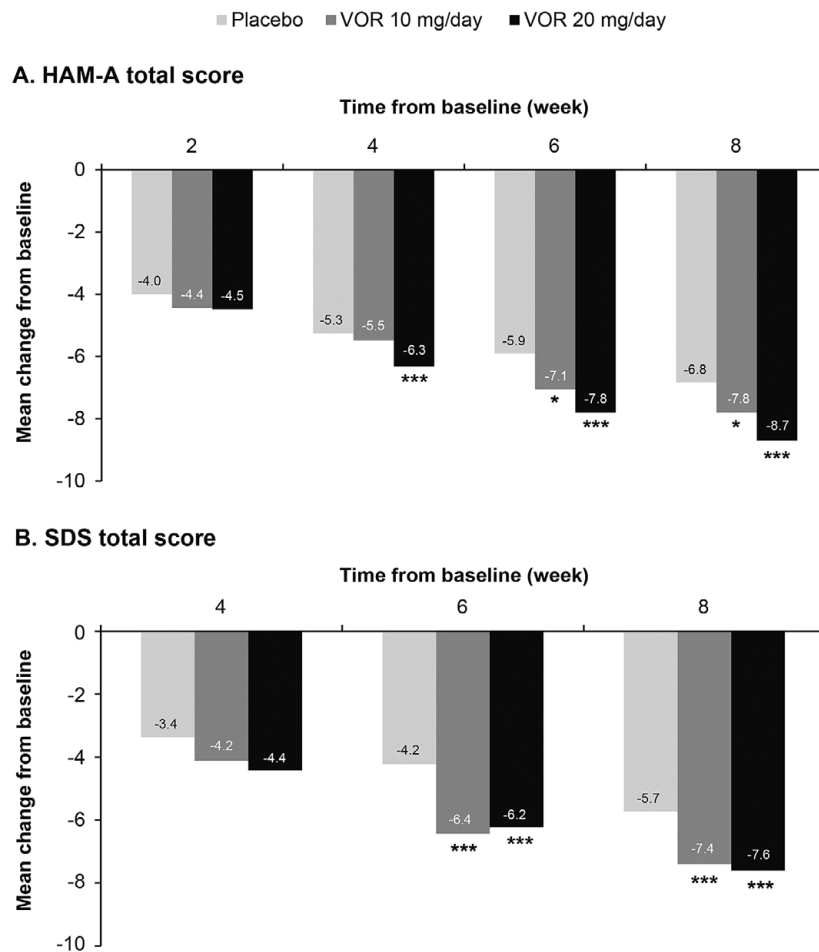 Placebo VOR 10 mg/day VOR 20 mg/day
A. HAM-A total score
Time from baseline (week)
2 4 6 8
Mean change from baseline
0
-2
-4
-6
-8
-10
-4.0 -4.4 -4.5
-5.3 -5.5 -6.3
***
-5.9 -7.1 -7.8
* ***
-6.8 -7.8 -8.7
* ***
B. SDS total score
Time from baseline (week)
4 6 8
Mean change from baseline
0
-2
-4
-6
-8
-10
-3.4 -4.2 -4.4
-4.2 -6.4 -6.2
*** ***
-5.7 -7.4 -7.6
*** ***